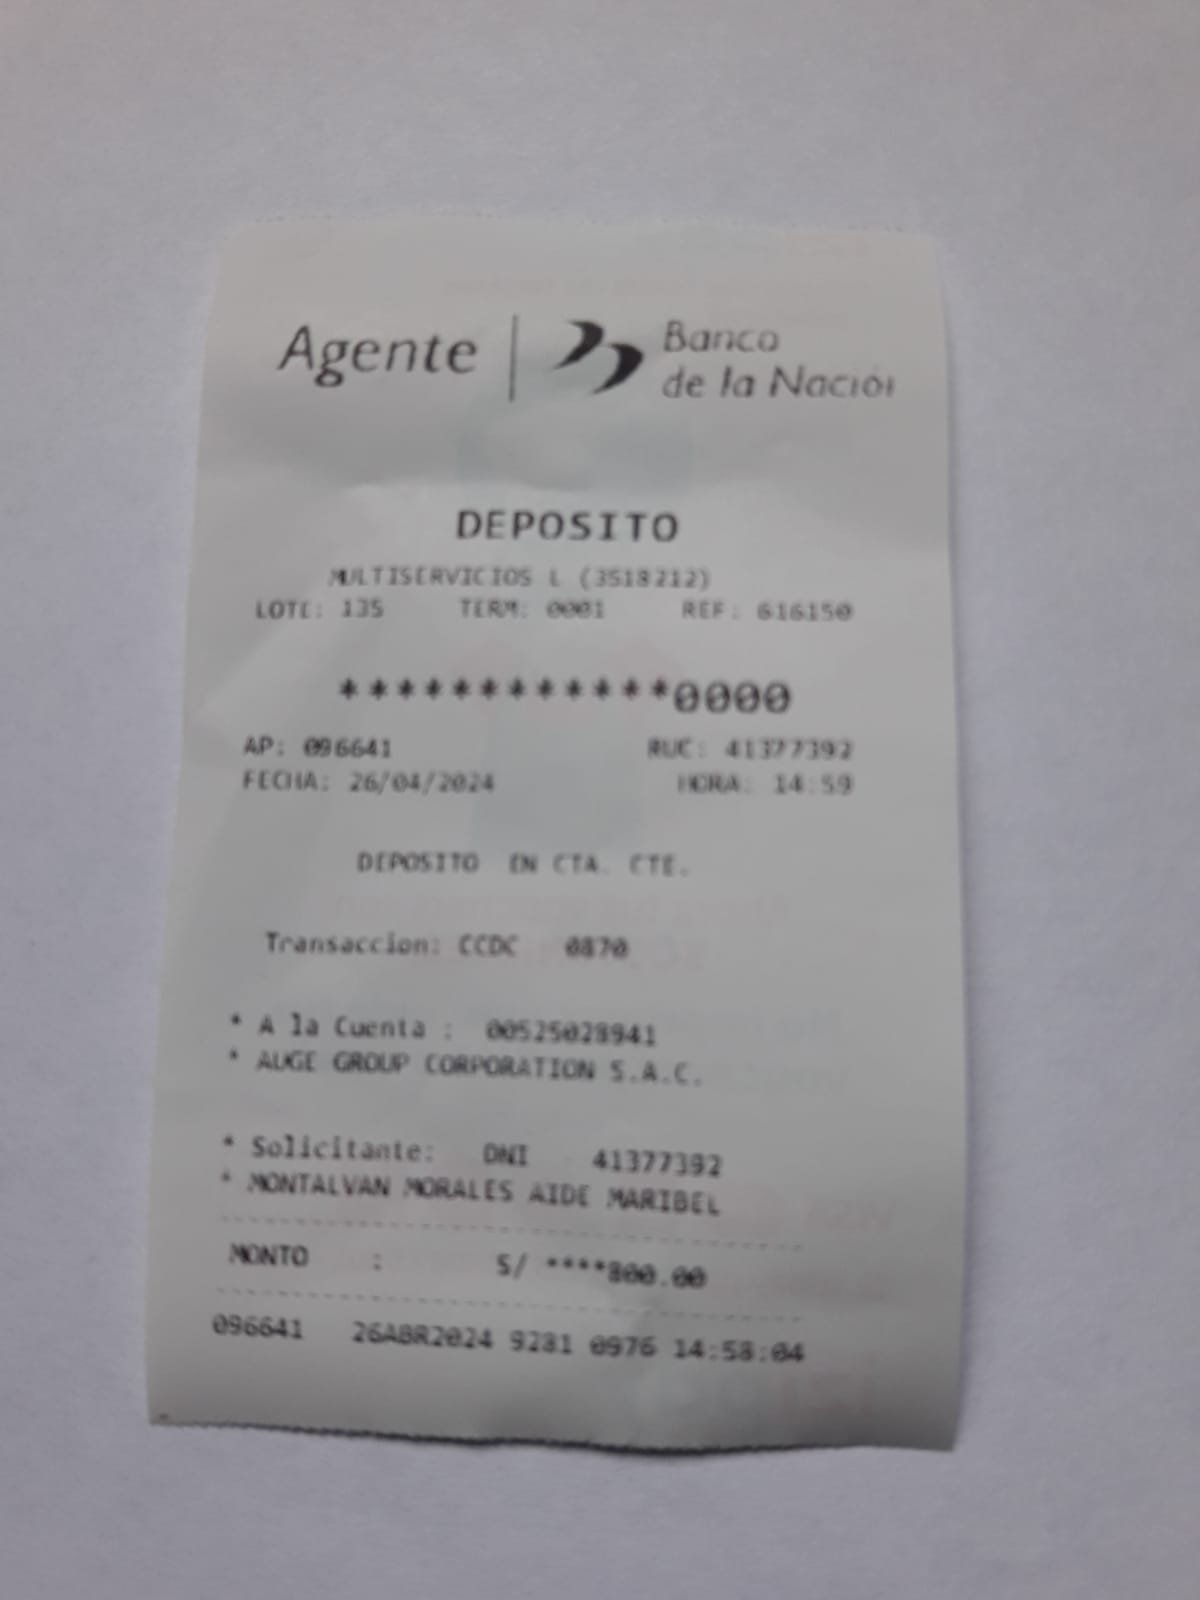 Agente | Banco
de la Nación
DEPOSITO
MULTISERVICIOS L (3518212)
LOTE: 135 TERM: 0001 REF: 616150
************0000
AP: 096641 RUC: 41377392
FECHA: 26/04/2024 HORA: 14:59
DEPOSITO EN CTA. CTE.
Transaccion: CCDC 0870
* A la Cuenta : 00525028941
* AUGE GROUP CORPORATION S.A.C.
* Solicitante: DNI 41377392
* MONTALVAN MORALES AIDE MARIBEL
MONTO : S/ ****800.00
096641 26ABR2024 9281 0976 14:58:04